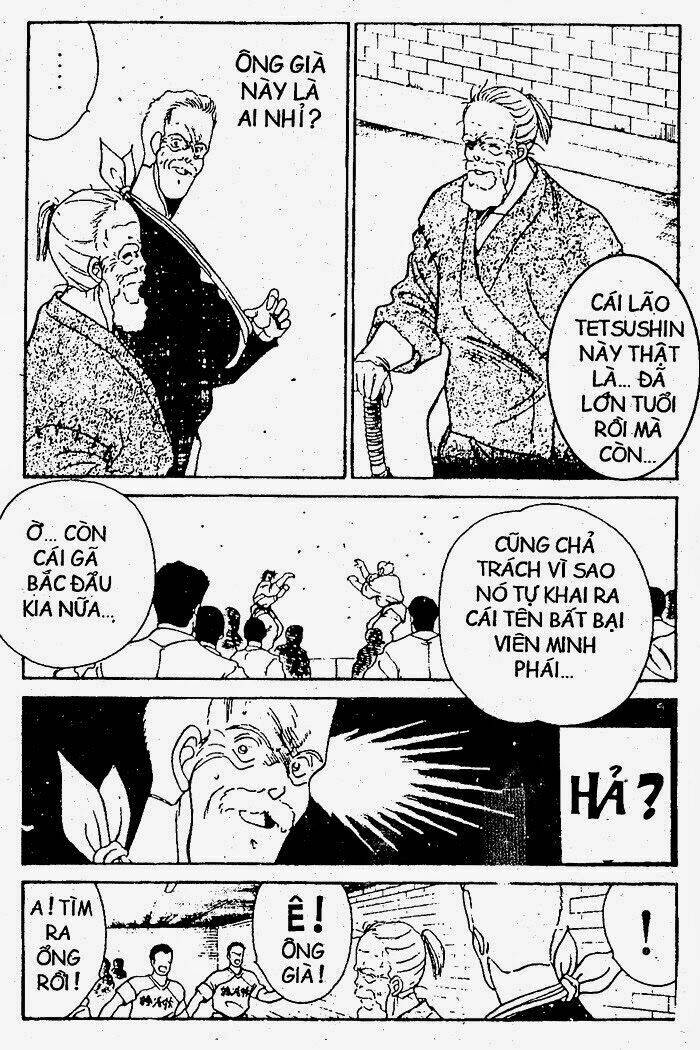 CÁI LÃO
TETSUSHIN
NÀY THẬT
LÀ... ĐÃ
LỚN TUỔI
RỒI MÀ
CÒN...
ÔNG GIÀ
NÀY LÀ
AI NHỈ?
...
CŨNG CHẢ
TRÁCH VÌ SAO
NÓ TỰ KHAI RA
CÁI TÊN BẤT BẠI
VIÊN MINH
PHÁI...
Ờ... CÒN
CÁI GÃ
BẮC ĐẨU
KIA NỮA...
HẢ?
!
Ê!
ÔNG
GIÀ!
A! TÌM
RA
ỔNG
RỒI!